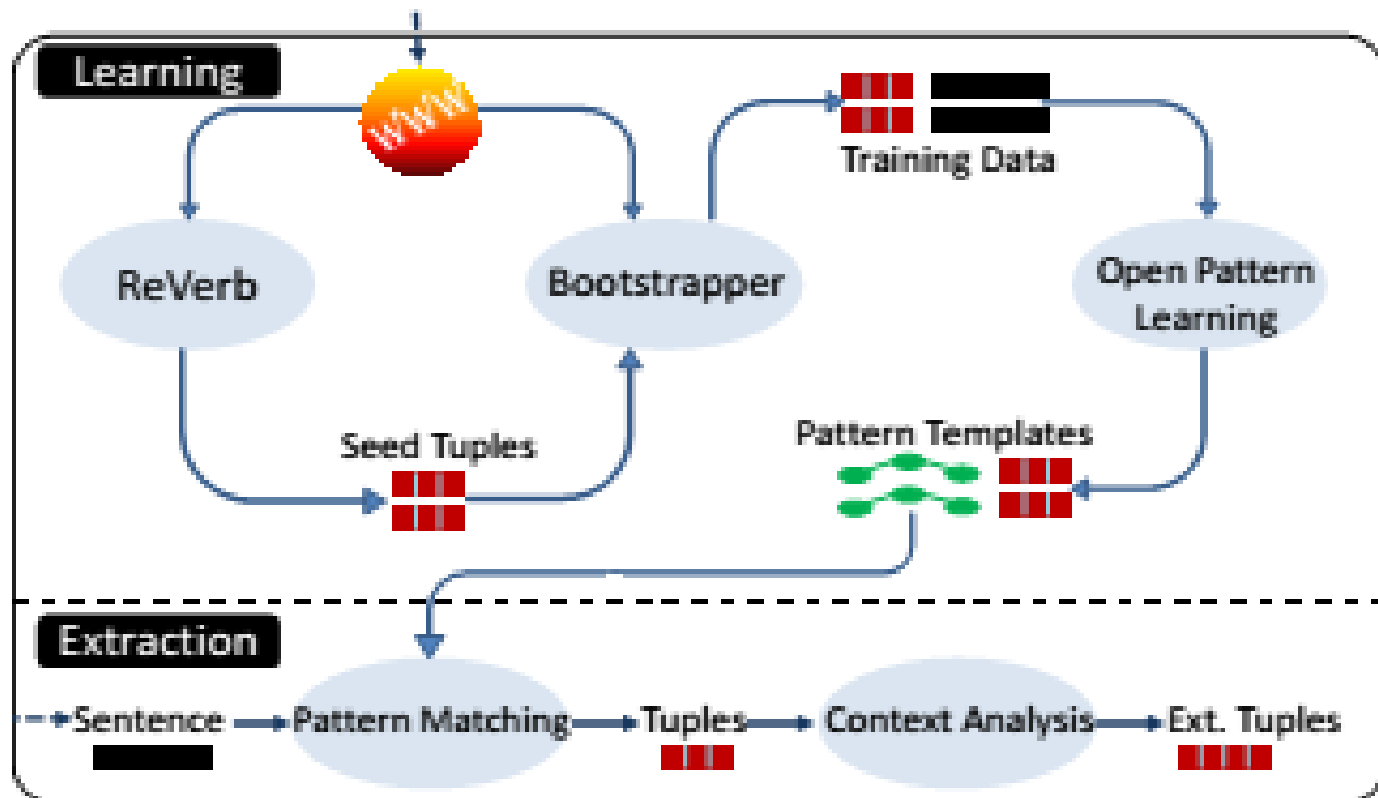 Learning
WWW
Training Data
ReVerb
Bootstrapper
Open Pattern
Learning
Seed Tuples
Pattern Templates
Extraction
Sentence
Pattern Matching
Tuples
Context Analysis
Ext. Tuples